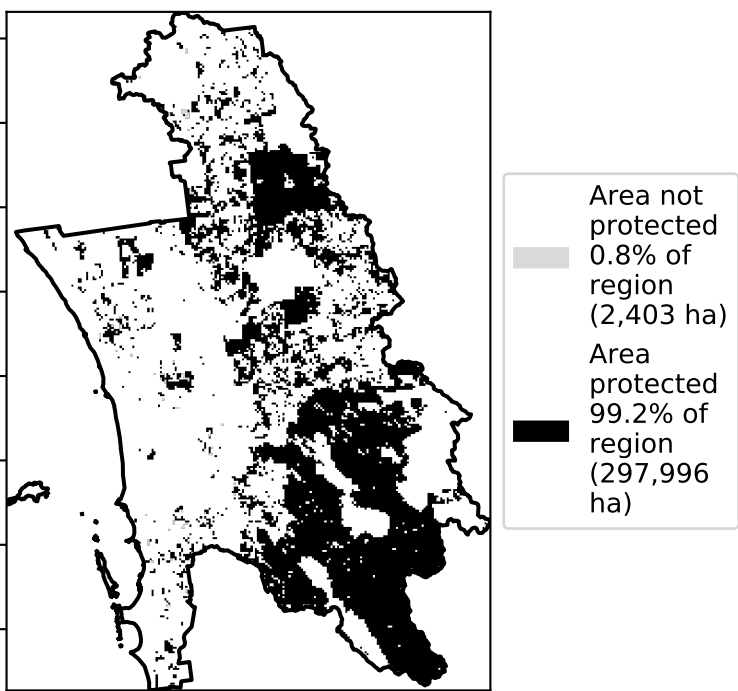 Area not
protected
0.8% of
region
(2,403 ha)
Area
protected
99.2% of
region
(297,996
ha)